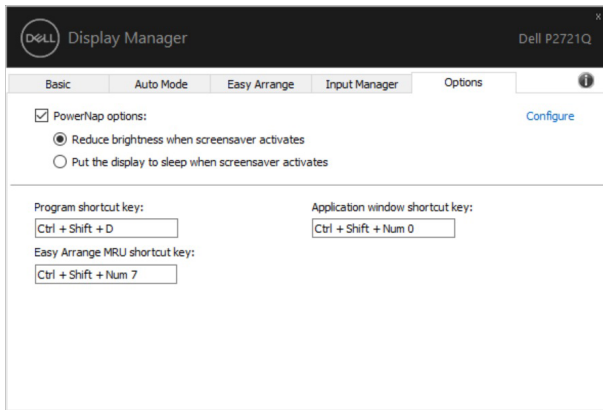 x
DELL Display Manager
Dell P2721Q
Basic Auto Mode Easy Arrange Input Manager Options
PowerNap options: Configure
Reduce brightness when screensaver activates
Put the display to sleep when screensaver activates
Program shortcut key: Application window shortcut key:
Ctrl + Shift + D Ctrl + Shift + Num 0
Easy Arrange MRU shortcut key:
Ctrl + Shift + Num 7